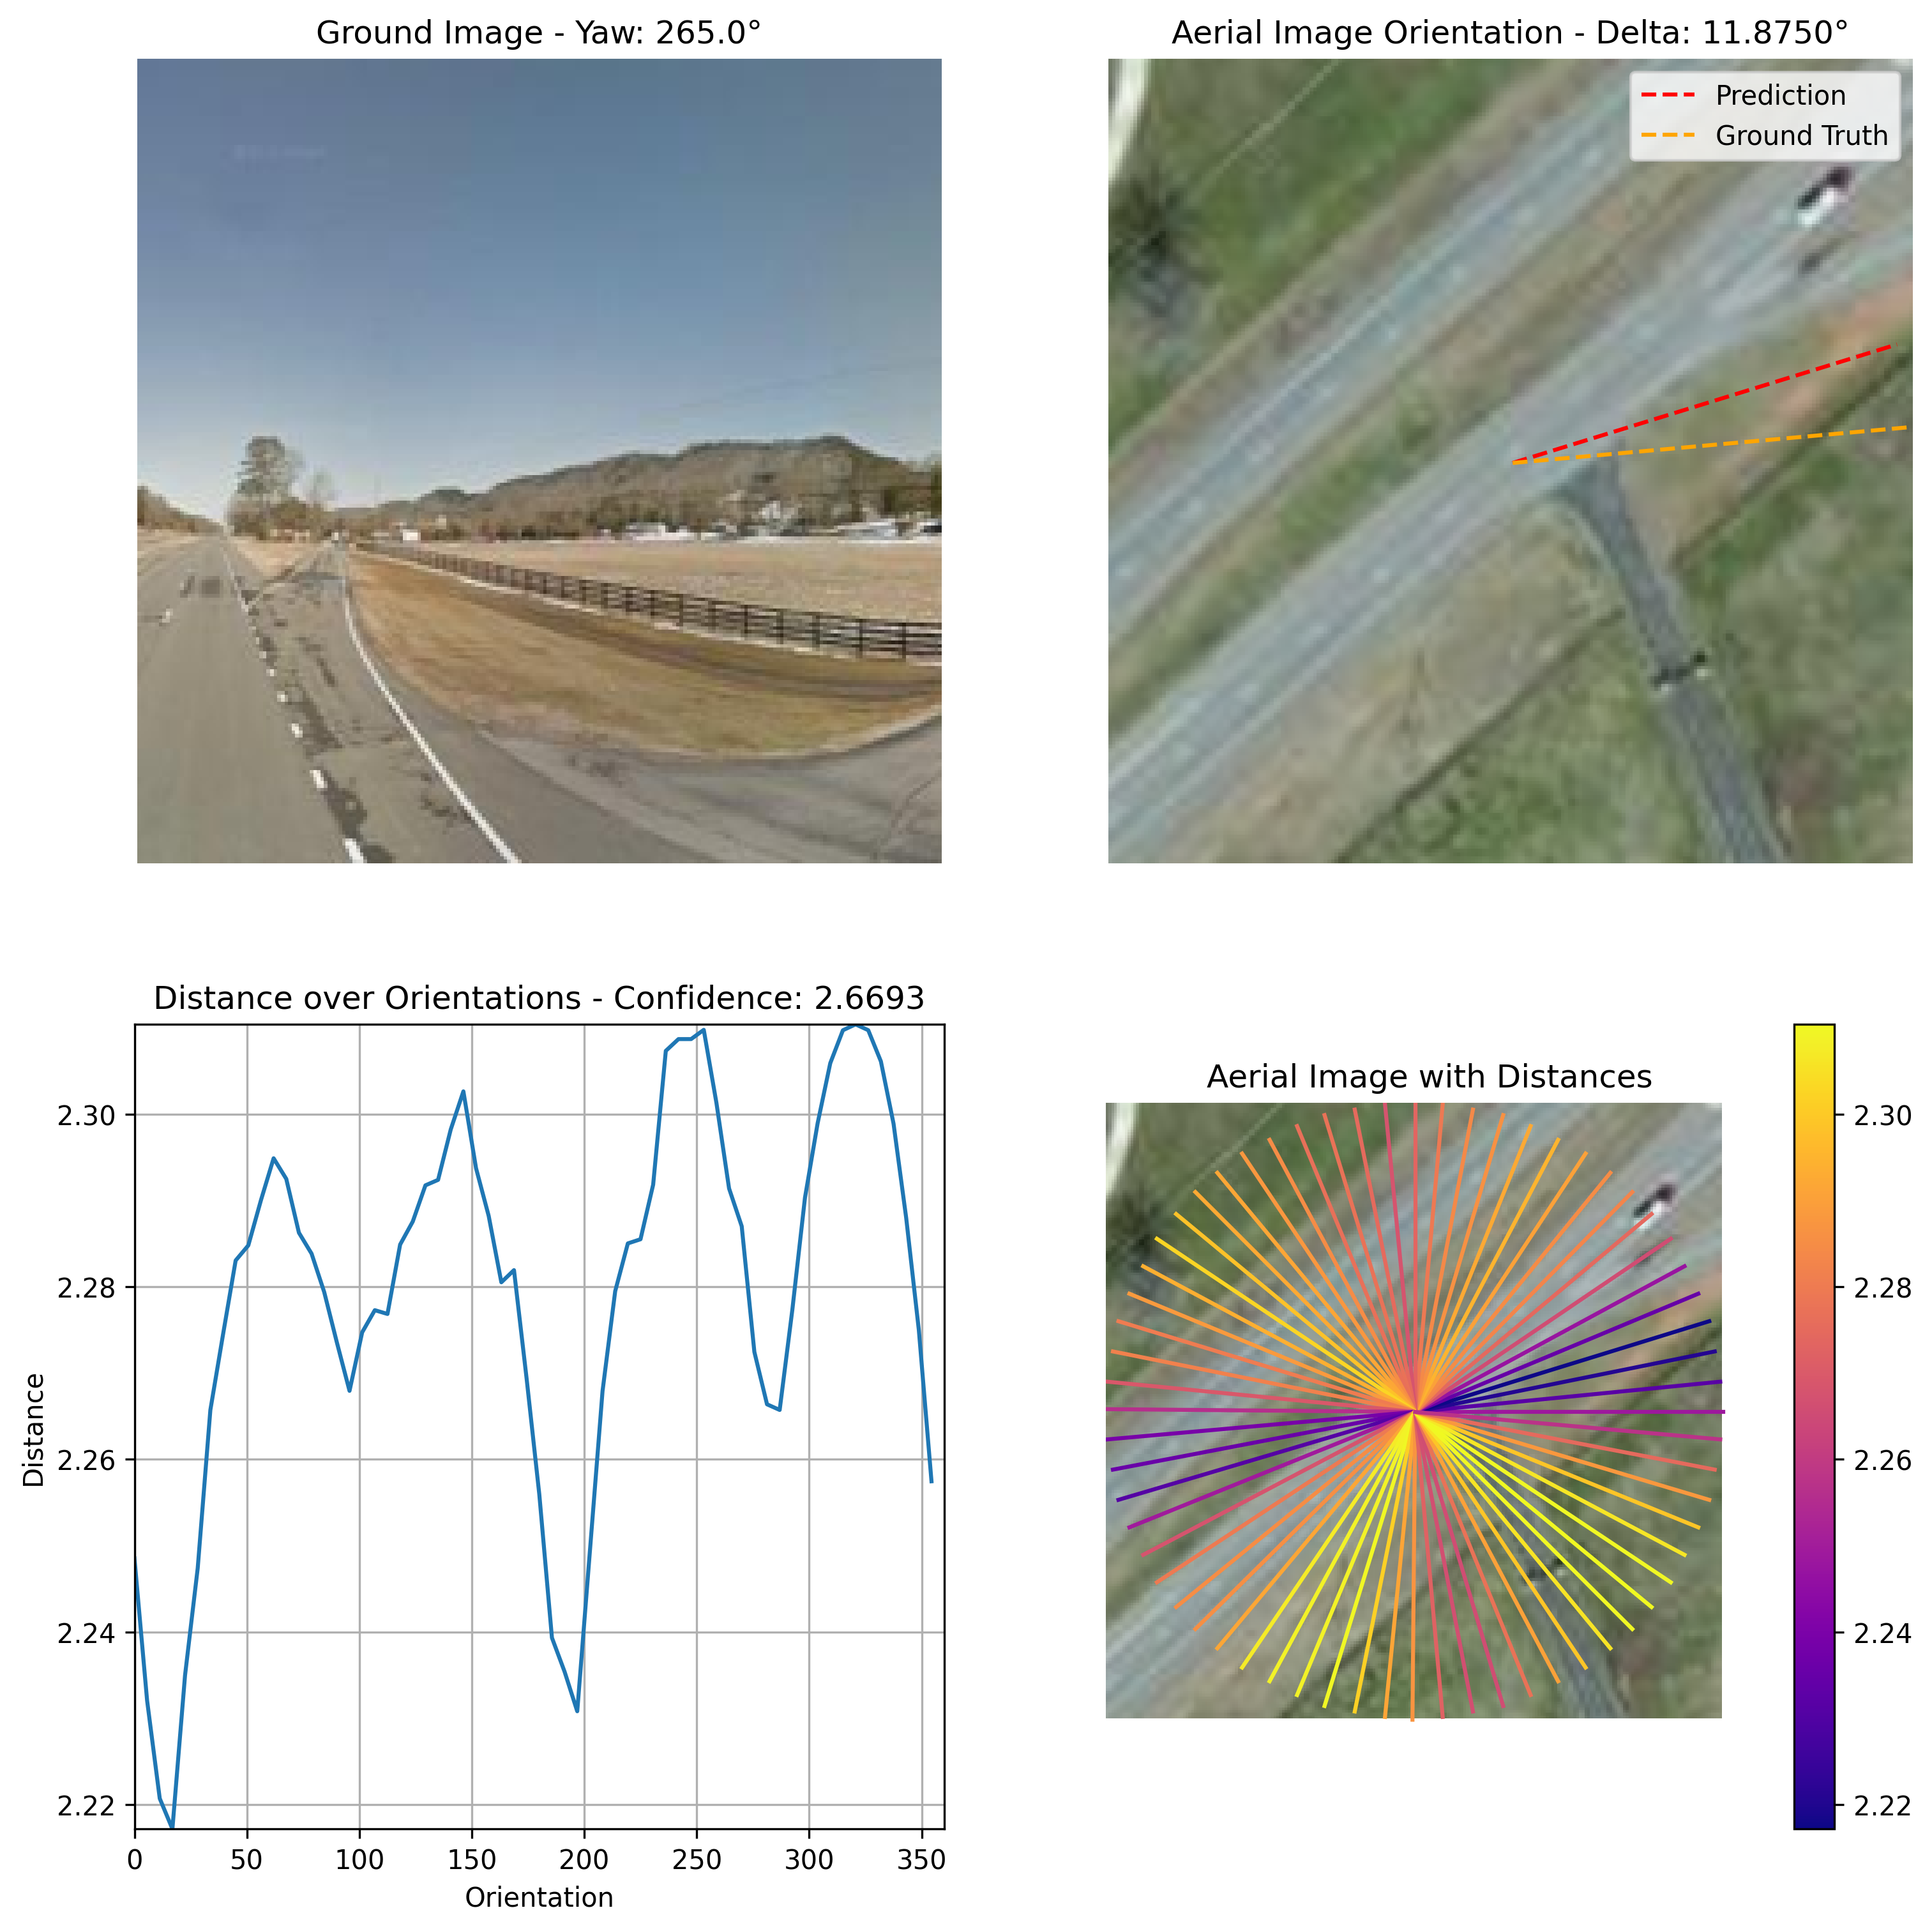 Ground Image - Yaw: 265.0°
Aerial Image Orientation - Delta: 11.8750°
Prediction
Ground Truth
Distance over Orientations - Confidence: 2.6693
Distance
2.30
2.28
2.26
2.24
2.22
0 50 100 150 200 250 300 350
Orientation
Aerial Image with Distances
2.30
2.28
2.26
2.24
2.22